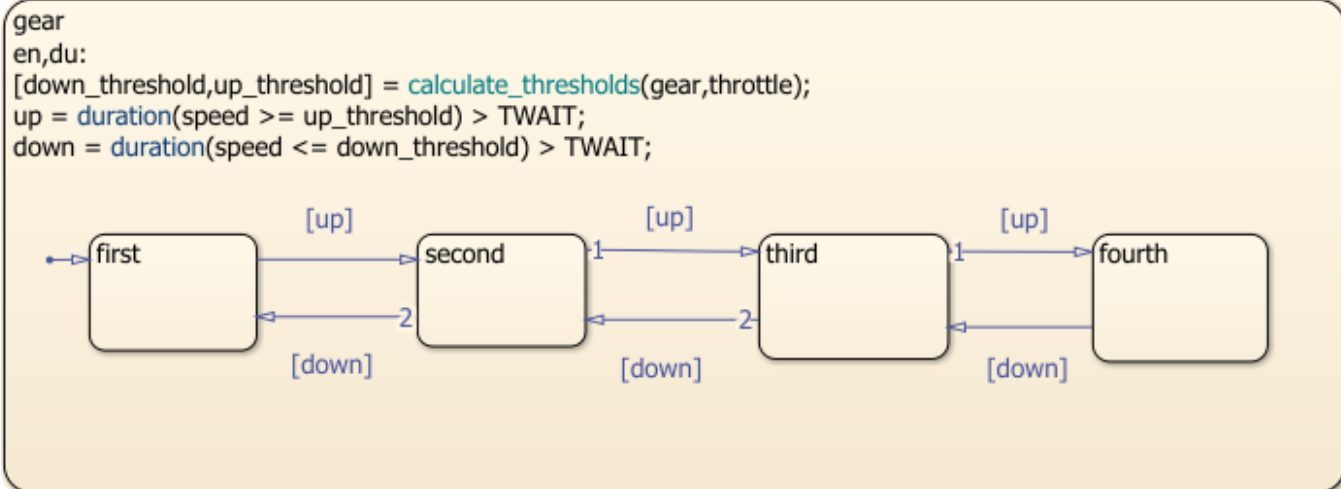 gear
en,du:
[down_threshold,up_threshold] = calculate_thresholds(gear,throttle);
up = duration(speed >= up_threshold) > TWAIT;
down = duration(speed <= down_threshold) > TWAIT;
[up] [up] [up]
first second 1 third 1 fourth
2 2
[down] [down] [down]